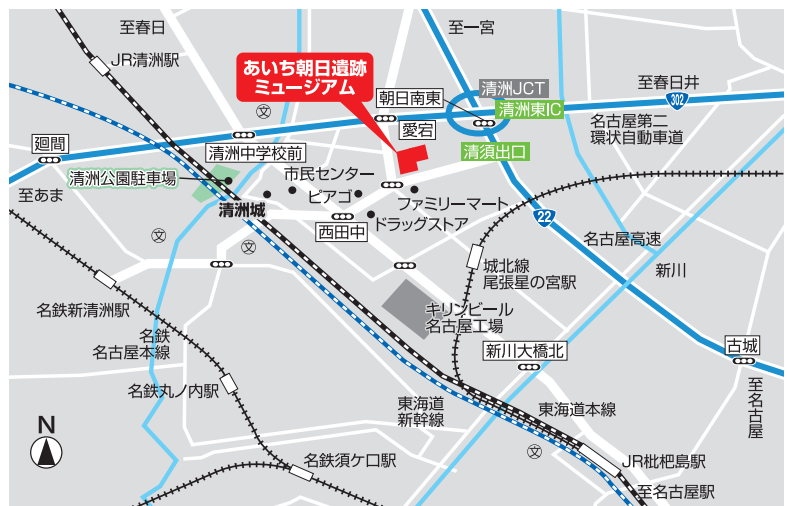 至春日
至一宮
JR清洲駅
あいち朝日遺跡
ミュージアム
清洲JCT
至春日井
朝日南東
清洲東IC
302
愛宕
名古屋第二
環状自動車道
廻間
清洲中学校前
清須出口
清洲公園駐車場
市民センター
至あま
ピアゴ
ファミリーマート
清洲城
西田中
ドラッグストア
22
名古屋高速
新川
城北線
尾張星の宮駅
名鉄新清洲駅
キリンビール
名古屋工場
名鉄
名古屋本線
新川大橋北
古城
名鉄丸ノ内駅
至名古屋
東海道
新幹線
東海道本線
N
名鉄須ケ口駅
JR枇杷島駅
至名古屋駅
文
文
文
文